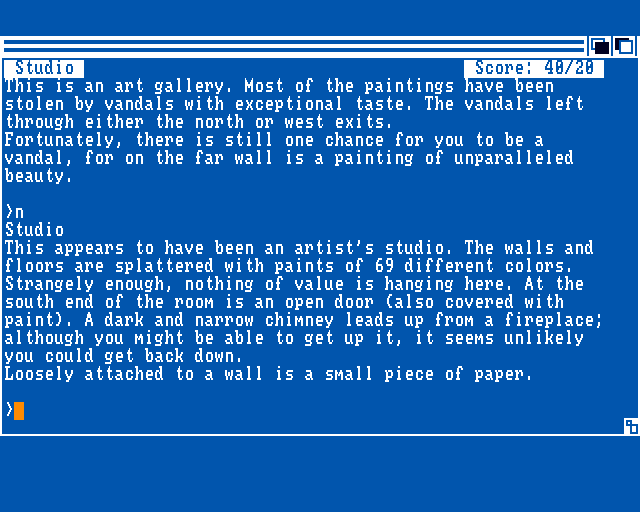 Studio Score: 40/20
This is an art gallery. Most of the paintings have been
stolen by vandals with exceptional taste. The vandals left
through either the north or west exits.
Fortunately, there is still one chance for you to be a
vandal, for on the far wall is a painting of unparalleled
beauty.
>n
Studio
This appears to have been an artist's studio. The walls and
floors are splattered with paints of 69 different colors.
Strangely enough, nothing of value is hanging here. At the
south end of the room is an open door (also covered with
paint). A dark and narrow chimney leads up from a fireplace;
although you might be able to get up it, it seems unlikely
you could get back down.
Loosely attached to a wall is a small piece of paper.
>